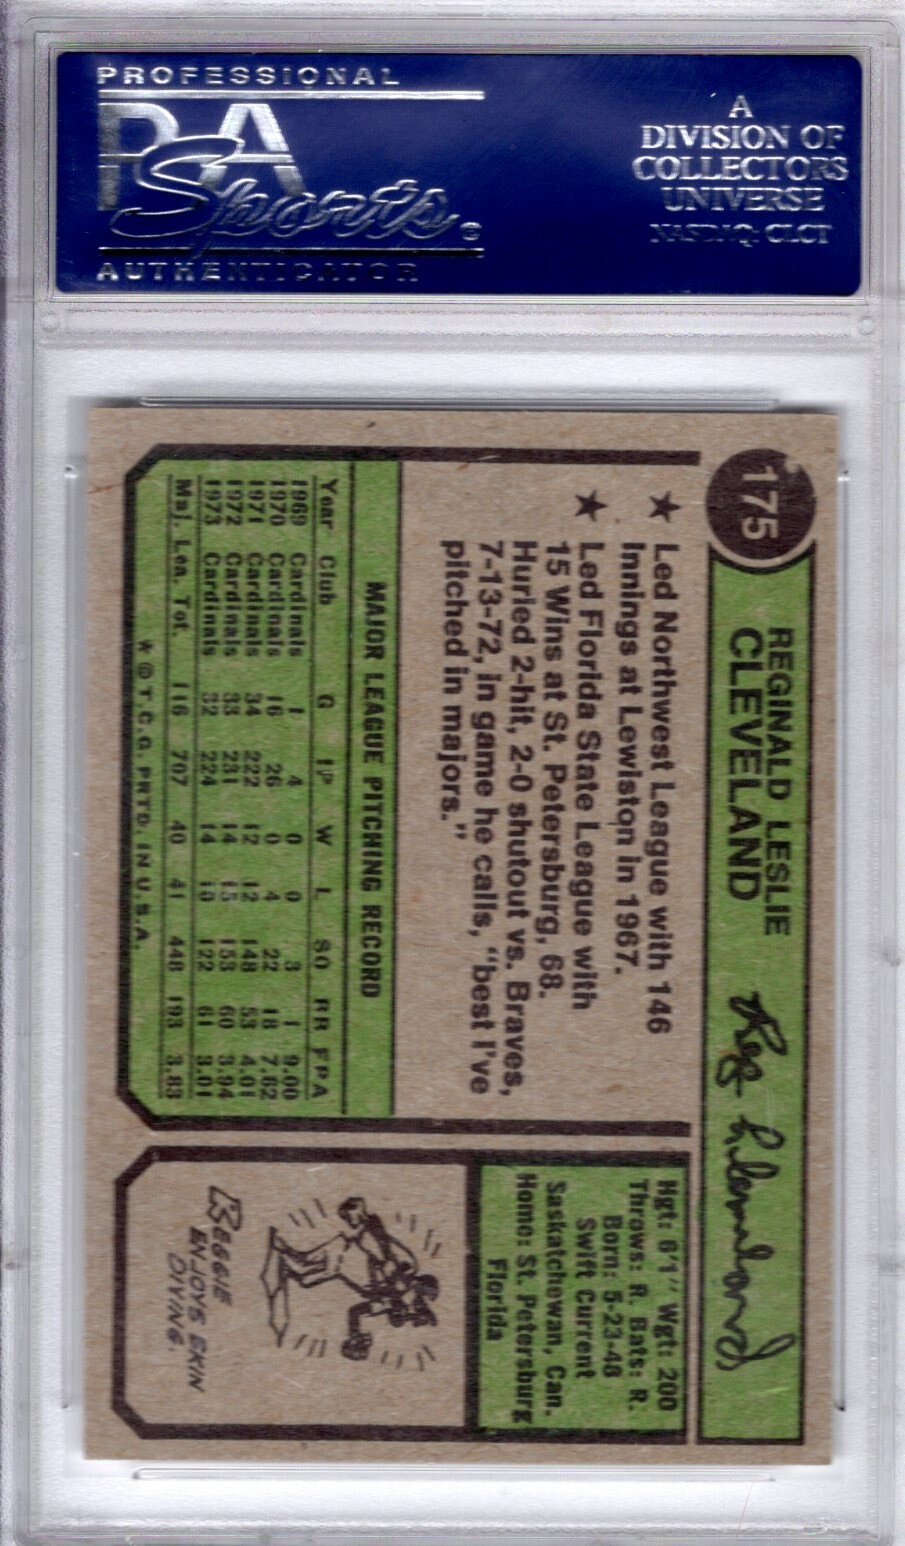 PROFESSIONAL
PSA
Sports
AUTHENTICATOR
A
DIVISION OF
COLLECTORS
UNIVERSE
NASDAQ: CLCT
175
REGINALD LESLIE
CLEVELAND
Reg Cleveland
★ Led Northwest League with 146
Innings at Lewiston in 1967.
★ Led Florida State League with
15 Wins at St. Petersburg, 68.
Hurled 2-hit, 2-0 shutout vs. Braves,
7-13-72, in game he calls, “best I’ve
pitched in majors.”
MAJOR LEAGUE PITCHING RECORD
Year Club G IP W L SO RR ERA
1969 Cardinals 1 4 0 0 3 1 9.00
1970 Cardinals 16 26 0 4 22 18 7.62
1971 Cardinals 34 222 12 12 148 53 4.01
1972 Cardinals 33 231 14 15 153 60 3.94
1973 Cardinals 32 224 14 10 122 61 3.01
Maj. Lea. Tot. 116 707 40 41 448 193 3.83
* © T.C.G. PRTD. IN U.S.A.
Hgt: 6'1" Wgt: 200
Throws: R. Bats: R.
Born: 5-23-48
Swift Current
Saskatchewan, Can.
Home: St. Petersburg
Florida
REGGIE
ENJOYS SKIN
DIVING.